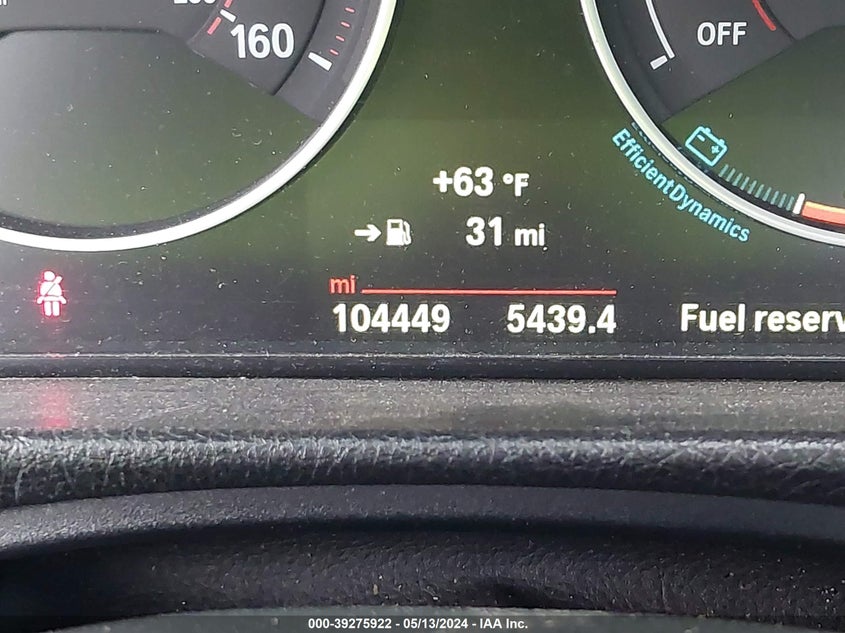 160
OFF
+63 °F
EfficientDynamics
31 mi
mi
104449 5439.4 Fuel reserv
000-39275922 - 05/13/2024 - IAA Inc.